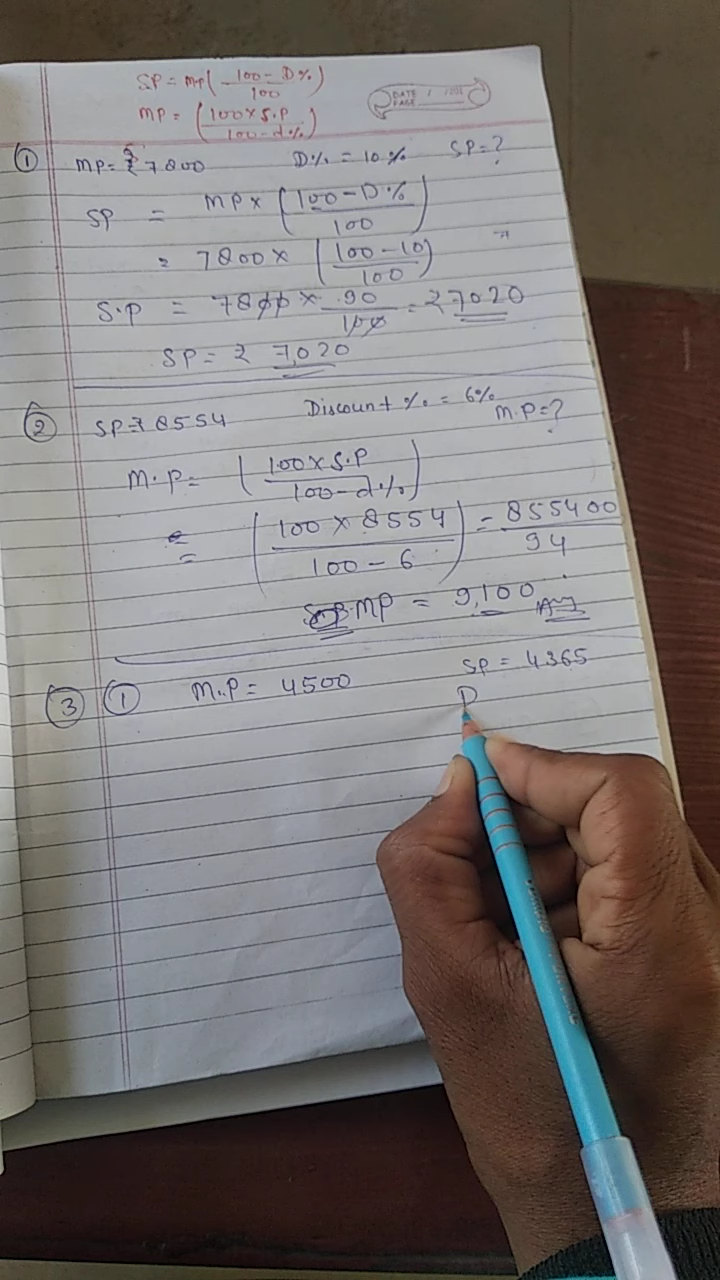 SP = MP( 100 - D% / 100 )
MP = ( 100 × S.P / 100 - d% )
DATE / /
PAGE
① MP = ₹ 7800 D% = 10% SP = ?
SP = MP × ( 100 - D% / 100 )
= 7800 × ( 100 - 10 / 100 )
S.P = 7800 × 90 / 100 = ₹ 7020
SP = ₹ 7,020
② SP = ₹ 8554 Discount % = 6% M.P = ?
M.P = ( 100 × S.P / 100 - d% )
= ( 100 × 8554 / 100 - 6 ) = 855400 / 94
MP = 9,100 Ans
③ ① M.P = 4500 SP = 4365
D